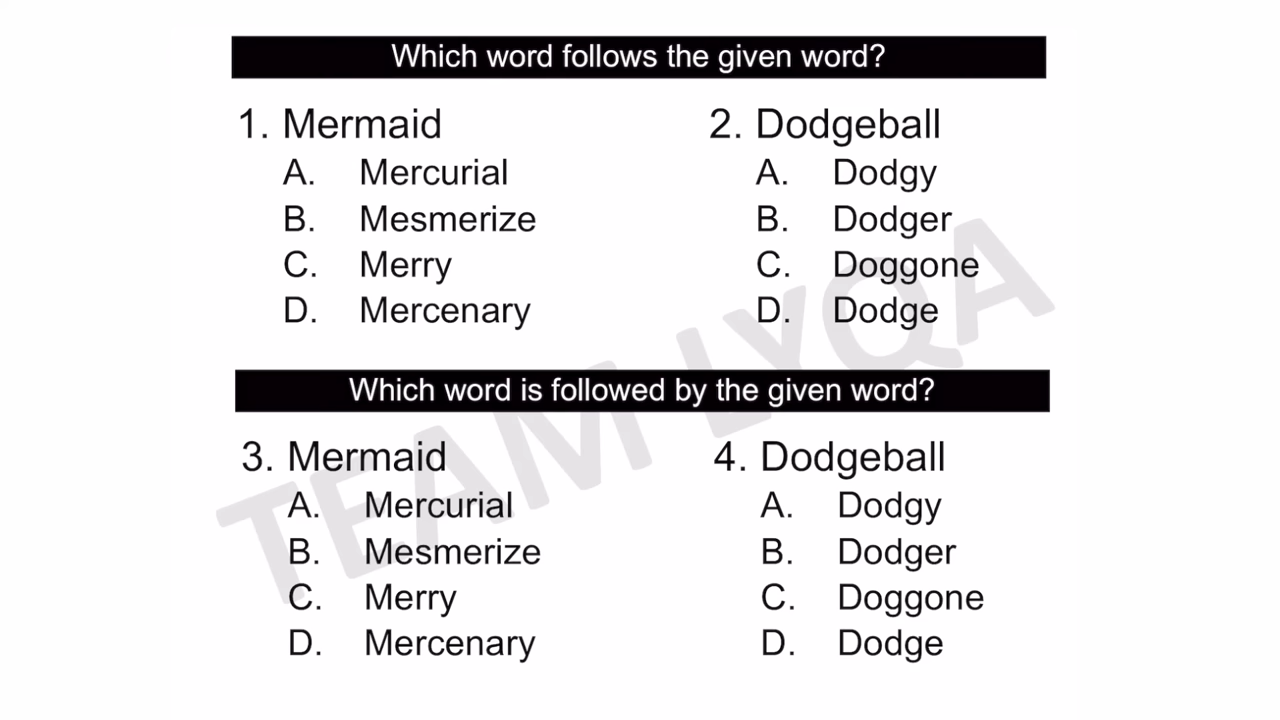 Which word follows the given word?
1. Mermaid
A. Mercurial
B. Mesmerize
C. Merry
D. Mercenary
2. Dodgeball
A. Dodgy
B. Dodger
C. Doggone
D. Dodge
Which word is followed by the given word?
3. Mermaid
A. Mercurial
B. Mesmerize
C. Merry
D. Mercenary
4. Dodgeball
A. Dodgy
B. Dodger
C. Doggone
D. Dodge
TEAM LYQA